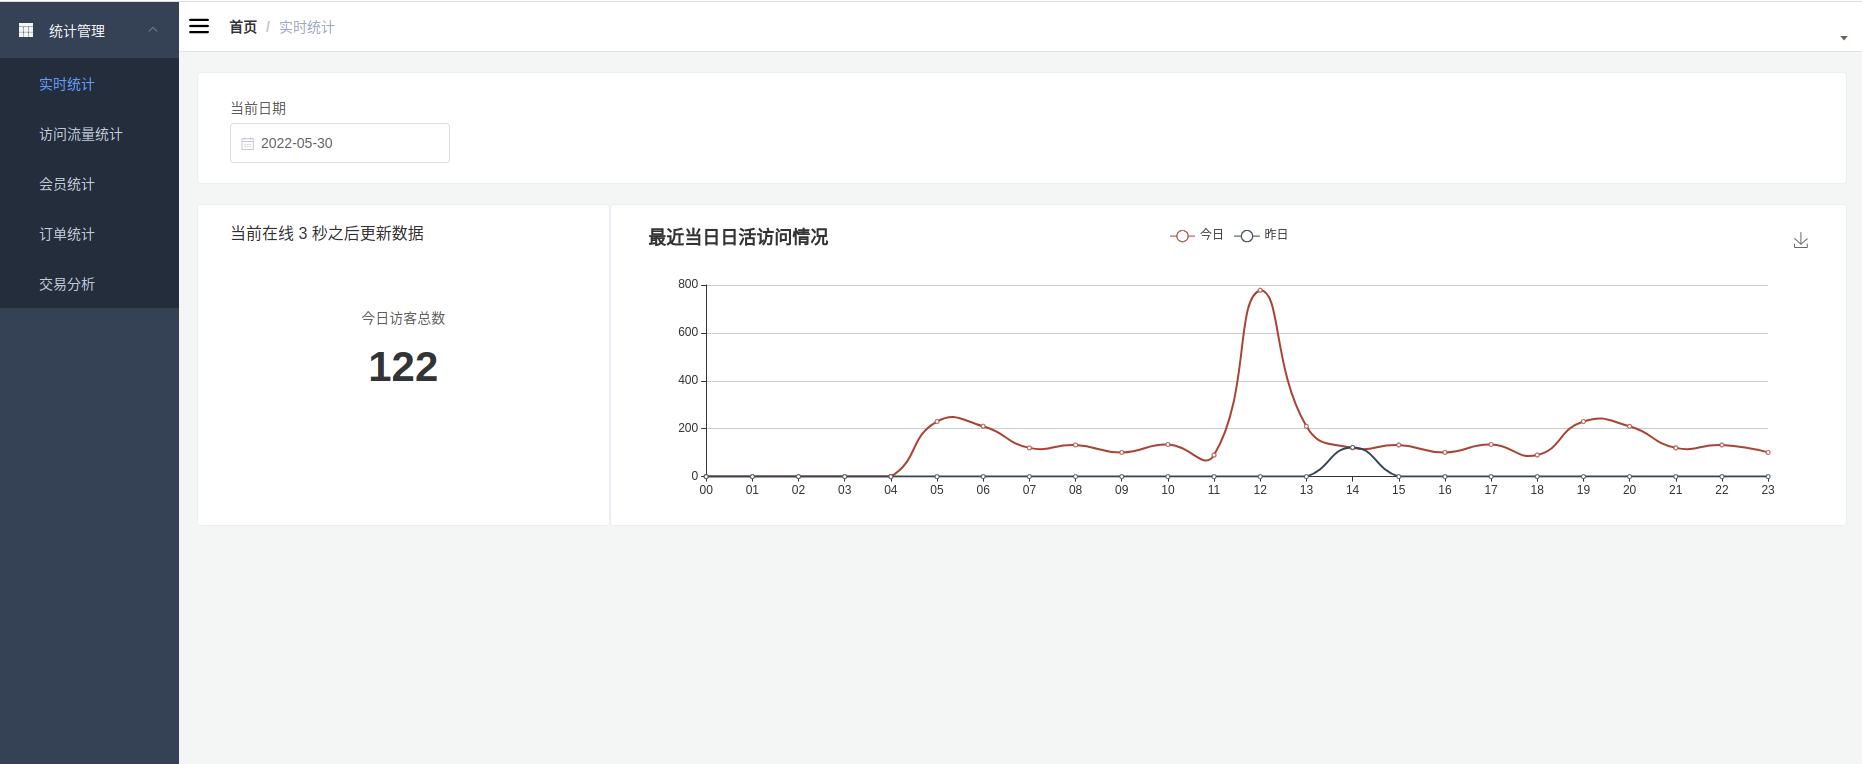 统计管理
实时统计
访问流量统计
会员统计
订单统计
交易分析
首页 / 实时统计
当前日期
2022-05-30
当前在线 3 秒之后更新数据
今日访客总数
122
最近当日日活访问情况
今日 昨日
800
600
400
200
0
00 01 02 03 04 05 06 07 08 09 10 11 12 13 14 15 16 17 18 19 20 21 22 23